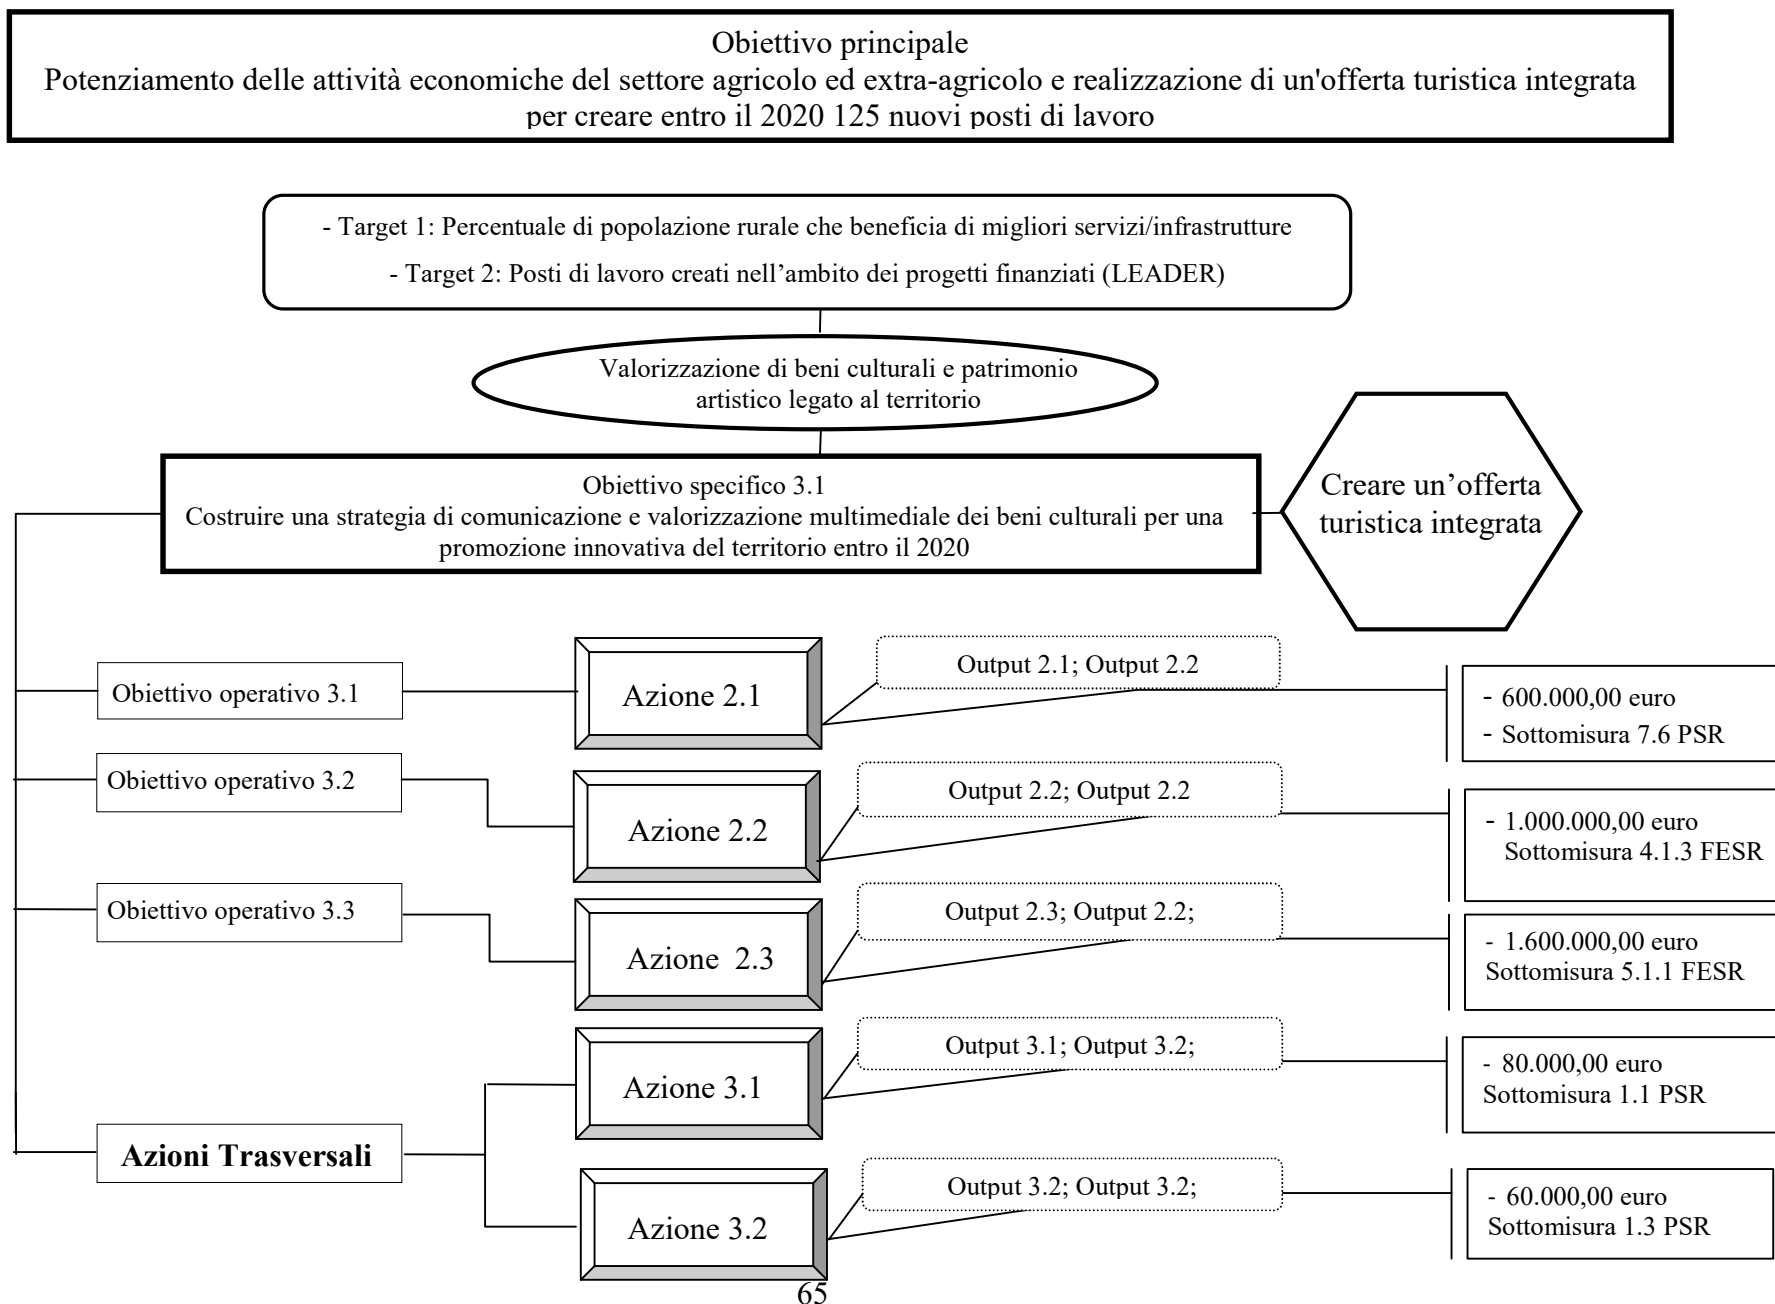 Obiettivo principale
Potenziamento delle attività economiche del settore agricolo ed extra-agricolo e realizzazione di un'offerta turistica integrata
per creare entro il 2020 125 nuovi posti di lavoro
- Target 1: Percentuale di popolazione rurale che beneficia di migliori servizi/infrastrutture
- Target 2: Posti di lavoro creati nell’ambito dei progetti finanziati (LEADER)
Valorizzazione di beni culturali e patrimonio
artistico legato al territorio
Obiettivo specifico 3.1
Costruire una strategia di comunicazione e valorizzazione multimediale dei beni culturali per una
promozione innovativa del territorio entro il 2020
Creare un’offerta
turistica integrata
Obiettivo operativo 3.1
Azione 2.1
Output 2.1; Output 2.2
- 600.000,00 euro
- Sottomisura 7.6 PSR
Obiettivo operativo 3.2
Azione 2.2
Output 2.2; Output 2.2
- 1.000.000,00 euro
Sottomisura 4.1.3 FESR
Obiettivo operativo 3.3
Azione 2.3
Output 2.3; Output 2.2;
- 1.600.000,00 euro
Sottomisura 5.1.1 FESR
Azioni Trasversali
Azione 3.1
Output 3.1; Output 3.2;
- 80.000,00 euro
Sottomisura 1.1 PSR
Azione 3.2
Output 3.2; Output 3.2;
- 60.000,00 euro
Sottomisura 1.3 PSR
65